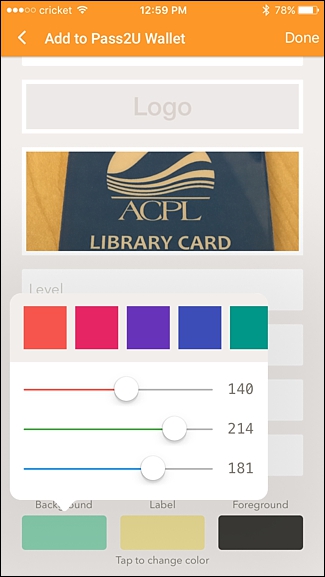 cricket 12:59 PM 78%
Add to Pass2U Wallet Done
Logo
ACPL
LIBRARY CARD
Level
140
214
181
Background Label Foreground
Tap to change color